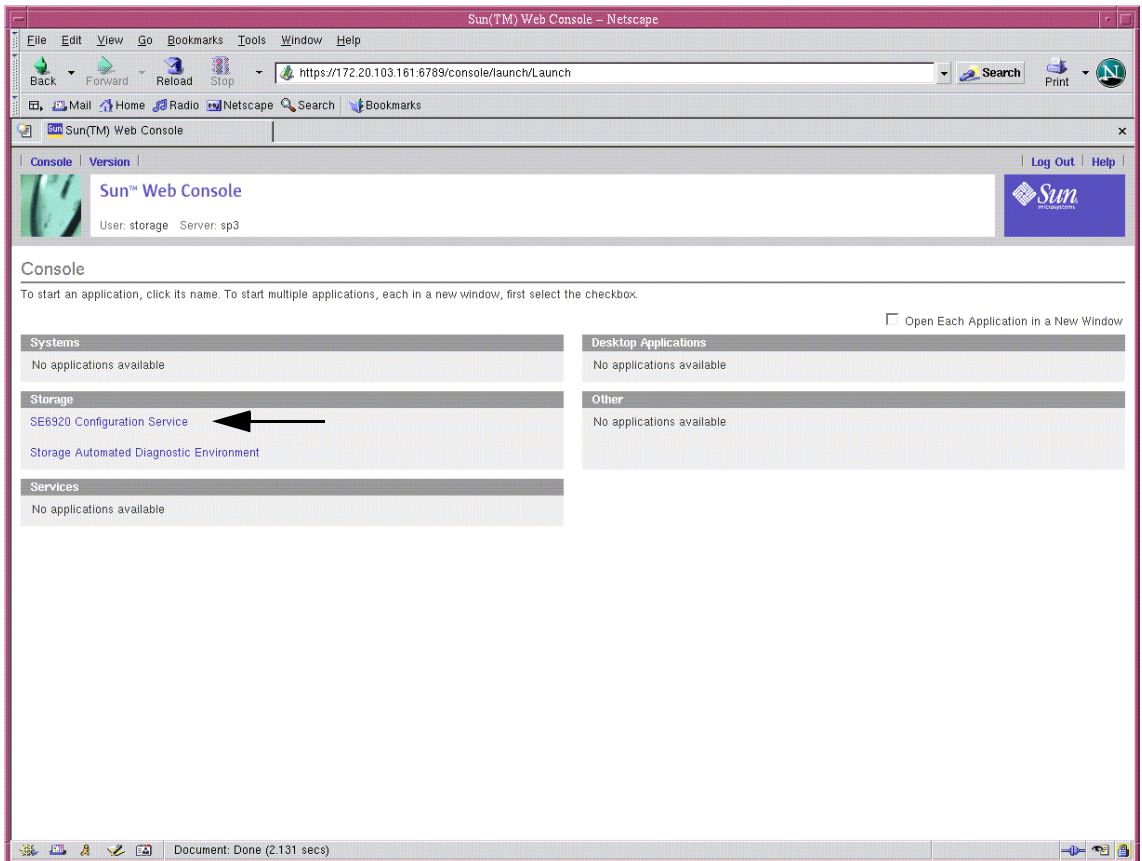 Sun(TM) Web Console – Netscape
File Edit View Go Bookmarks Tools Window Help
Back Forward Reload Stop https://172.20.103.161:6789/console/launch/Launch Search Print N
Mail Home Radio Netscape Search Bookmarks
Sun Sun(TM) Web Console
Console Version Log Out Help
Sun™ Web Console
Sun microsystems
User: storage Server: sp3
Console
To start an application, click its name. To start multiple applications, each in a new window, first select the checkbox.
Open Each Application in a New Window
Systems
No applications available
Desktop Applications
No applications available
Storage
SE6920 Configuration Service
Storage Automated Diagnostic Environment
Other
No applications available
Services
No applications available
Document: Done (2.131 secs)